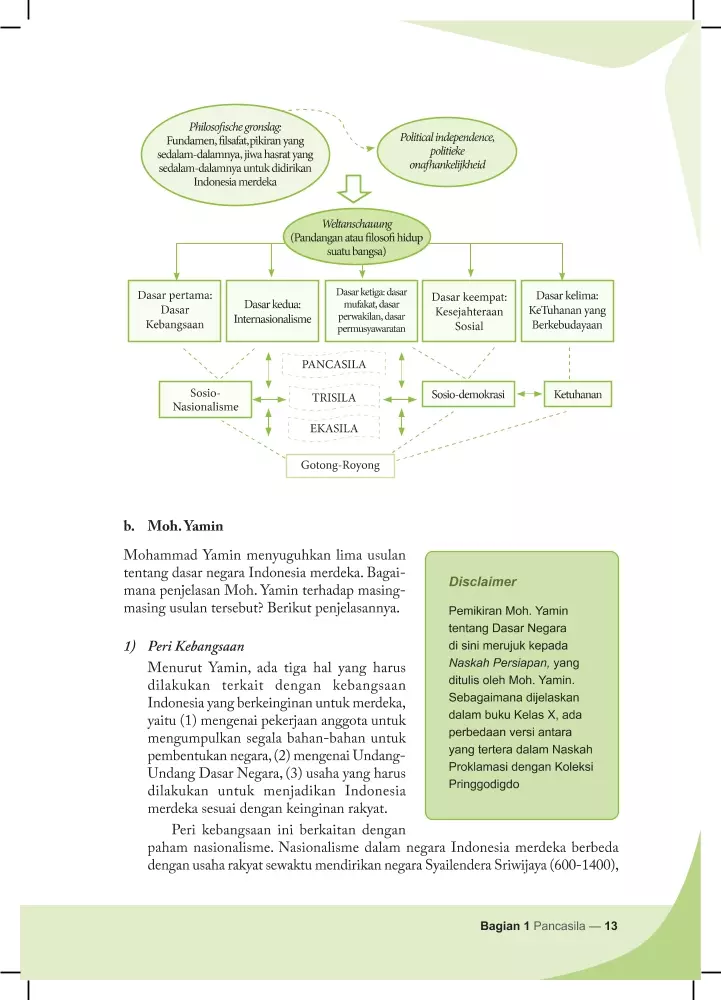 Philosofische gronslag:
Fundamen, filsafat,pikiran yang
sedalam-dalamnya, jiwa hasrat yang
sedalam-dalamnya untuk didirikan
Indonesia merdeka
Political independence,
politieke
onafhankelijkheid
Weltanschauung
(Pandangan atau filosofi hidup
suatu bangsa)
Dasar pertama:
Dasar
Kebangsaan
Dasar kedua:
Internasionalisme
Dasar ketiga: dasar
mufakat, dasar
perwakilan, dasar
permusyawaratan
Dasar keempat:
Kesejahteraan
Sosial
Dasar kelima:
KeTuhanan yang
Berkebudayaan
PANCASILA
Sosio-
Nasionalisme
TRISILA
Sosio-demokrasi
Ketuhanan
EKASILA
Gotong-Royong
b. Moh. Yamin
Mohammad Yamin menyuguhkan lima usulan
tentang dasar negara Indonesia merdeka. Bagai-
mana penjelasan Moh. Yamin terhadap masing-
masing usulan tersebut? Berikut penjelasannya.
1) Peri Kebangsaan
Menurut Yamin, ada tiga hal yang harus
dilakukan terkait dengan kebangsaan
Indonesia yang berkeinginan untuk merdeka,
yaitu (1) mengenai pekerjaan anggota untuk
mengumpulkan segala bahan-bahan untuk
pembentukan negara, (2) mengenai Undang-
Undang Dasar Negara, (3) usaha yang harus
dilakukan untuk menjadikan Indonesia
merdeka sesuai dengan keinginan rakyat.
Peri kebangsaan ini berkaitan dengan
paham nasionalisme. Nasionalisme dalam negara Indonesia merdeka berbeda
dengan usaha rakyat sewaktu mendirikan negara Syailendera Sriwijaya (600-1400),
Disclaimer
Pemikiran Moh. Yamin
tentang Dasar Negara
di sini merujuk kepada
Naskah Persiapan, yang
ditulis oleh Moh. Yamin.
Sebagaimana dijelaskan
dalam buku Kelas X, ada
perbedaan versi antara
yang tertera dalam Naskah
Proklamasi dengan Koleksi
Pringgodigdo
Bagian 1 Pancasila — 13